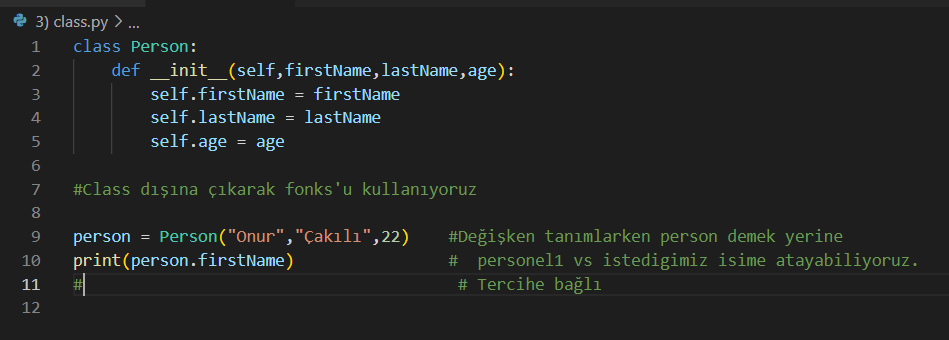 3) class.py > ...
1 class Person:
2     def __init__(self,firstName,lastName,age):
3         self.firstName = firstName
4         self.lastName = lastName
5         self.age = age
6
7 #Class dışına çıkarak fonks'u kullanıyoruz
8
9 person = Person("Onur","Çakılı",22)    #Değişken tanımlarken person demek yerine
10 print(person.firstName)                #  personel1 vs istedigimiz isime atayabiliyoruz.
11 #                                       # Tercihe bağlı
12